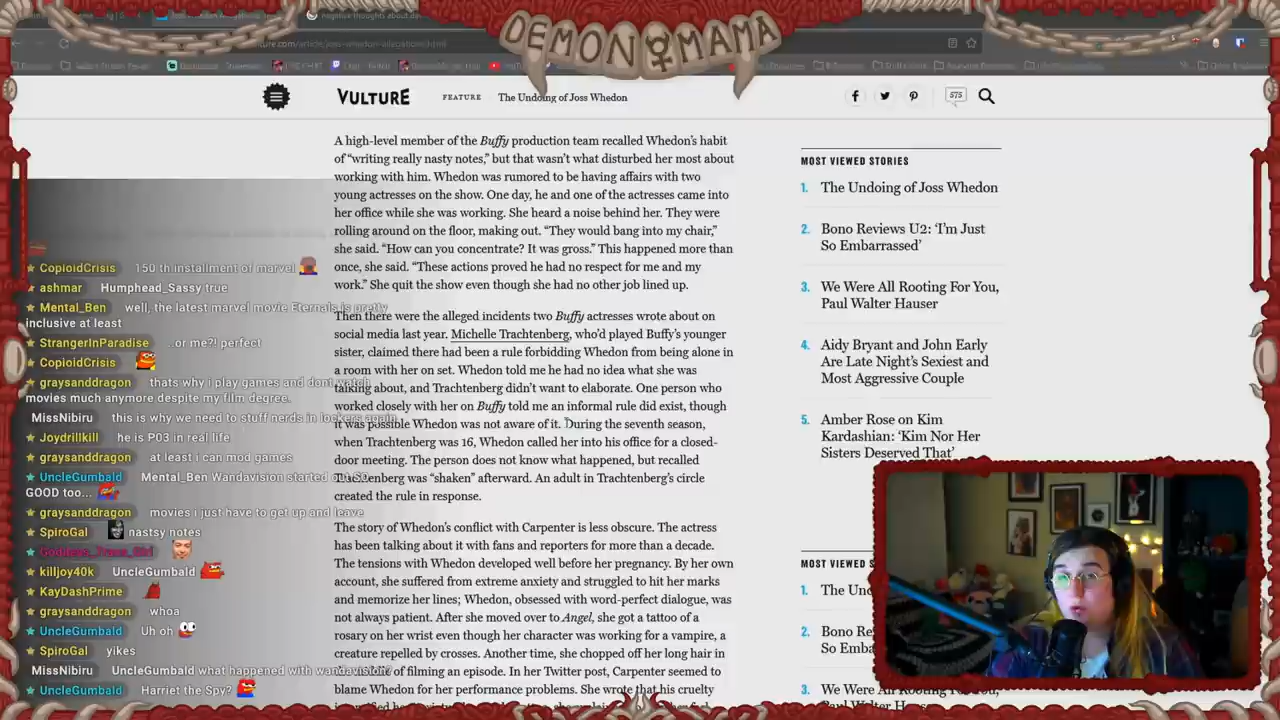 DEMON MAMA
VULTURE
FEATURE
The Undoing of Joss Whedon
575
A high-level member of the Buffy production team recalled Whedon's habit
of “writing really nasty notes,” but that wasn't what disturbed her most about
working with him. Whedon was rumored to be having affairs with two
young actresses on the show. One day, he and one of the actresses came into
her office while she was working. She heard a noise behind her. They were
rolling around on the floor, making out. “They would bang into my chair,”
she said. “How can you concentrate? It was gross.” This happened more than
once, she said. “These actions proved he had no respect for me and my
work.” She quit the show even though she had no other job lined up.
Then there were the alleged incidents two Buffy actresses wrote about on
social media last year. Michelle Trachtenberg, who'd played Buffy's younger
sister, claimed there had been a rule forbidding Whedon from being alone in
a room with her on set. Whedon told me he had no idea what she was
talking about, and Trachtenberg didn't want to elaborate. One person who
worked closely with her on Buffy told me an informal rule did exist, though
it was possible Whedon was not aware of it. During the seventh season,
when Trachtenberg was 16, Whedon called her into his office for a closed-
door meeting. The person does not know what happened, but recalled
Trachtenberg was “shaken” afterward. An adult in Trachtenberg's circle
created the rule in response.
The story of Whedon's conflict with Carpenter is less obscure. The actress
has been talking about it with fans and reporters for more than a decade.
The tensions with Whedon developed well before her pregnancy. By her own
account, she suffered from extreme anxiety and struggled to hit her marks
and memorize her lines; Whedon, obsessed with word-perfect dialogue, was
not always patient. After she moved over to Angel, she got a tattoo of a
rosary on her wrist even though her character was working for a vampire, a
creature repelled by crosses. Another time, she chopped off her long hair in
of filming an episode. In her Twitter post, Carpenter seemed to
blame Whedon for her performance problems. She wrote that his cruelty
MOST VIEWED STORIES
1. The Undoing of Joss Whedon
2. Bono Reviews U2: ‘I'm Just
So Embarrassed’
3. We Were All Rooting For You,
Paul Walter Hauser
4. Aidy Bryant and John Early
Are Late Night's Sexiest and
Most Aggressive Couple
5. Amber Rose on Kim
Kardashian: ‘Kim Nor Her
Sisters Deserved That’
MOST VIEWED S
1. The Und
2. Bono Re
So Emba
3. We Were All Rooting For You,
Paul Walter Ha
CopioidCrisis 150 th installment of marvel
ashmar Humphead_Sassy true
Mental_Ben well, the latest marvel movie Eternals is pretty
inclusive at least
StrangerInParadise ..or me?! perfect
CopioidCrisis
graysanddragon thats why i play games and dont watch
movies much anymore despite my film degree.
MissNibiru this is why we need to stuff nerds in lockers again
Joydrillkill he is P03 in real life
graysanddragon at least i can mod games
UncleGumbald Mental_Ben Wandavision started out SO
GOOD too...
graysanddragon movies i just have to get up and leave
SpiroGal nastsy notes
Goddess_Trans_Girl
killjoy40k UncleGumbald
KayDashPrime
graysanddragon whoa
UncleGumbald Uh oh
SpiroGal yikes
MissNibiru UncleGumbald what happened with wandavision?
UncleGumbald Harriet the Spy?